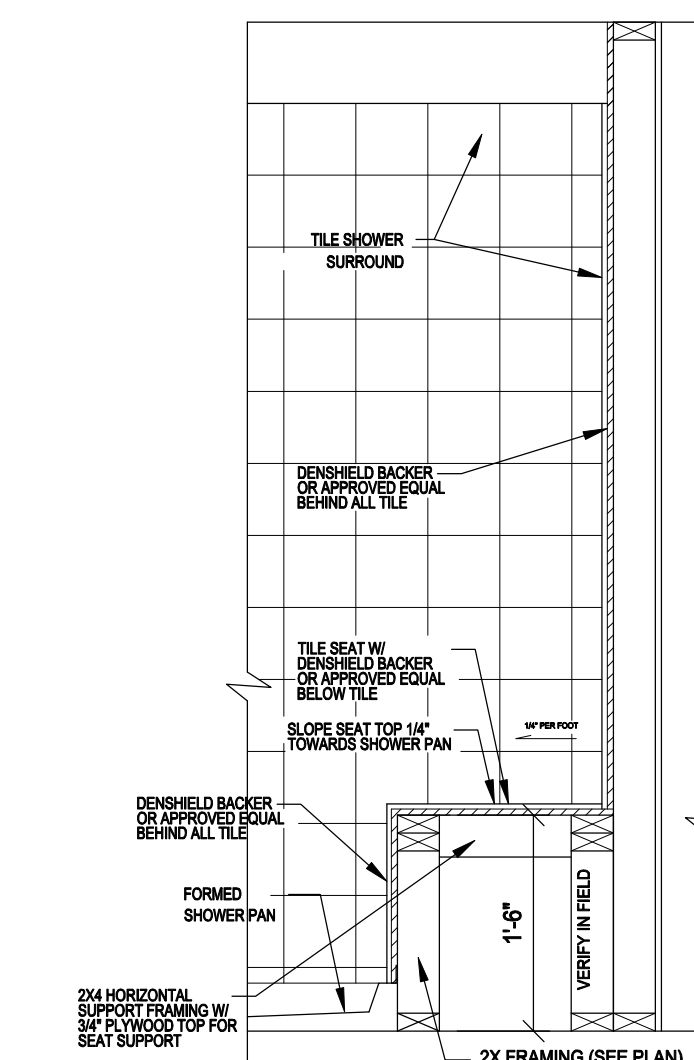 TILE SHOWER
SURROUND
DENSHIELD BACKER
OR APPROVED EQUAL
BEHIND ALL TILE
TILE SEAT W/
DENSHIELD BACKER
OR APPROVED EQUAL
BELOW TILE
SLOPE SEAT TOP 1/4"
TOWARDS SHOWER PAN
1/4" PER FOOT
DENSHIELD BACKER
OR APPROVED EQUAL
BEHIND ALL TILE
FORMED
SHOWER PAN
1'-6"
VERIFY IN FIELD
2X4 HORIZONTAL
SUPPORT FRAMING W/
3/4" PLYWOOD TOP FOR
SEAT SUPPORT
2X FRAMING (SEE PLAN)